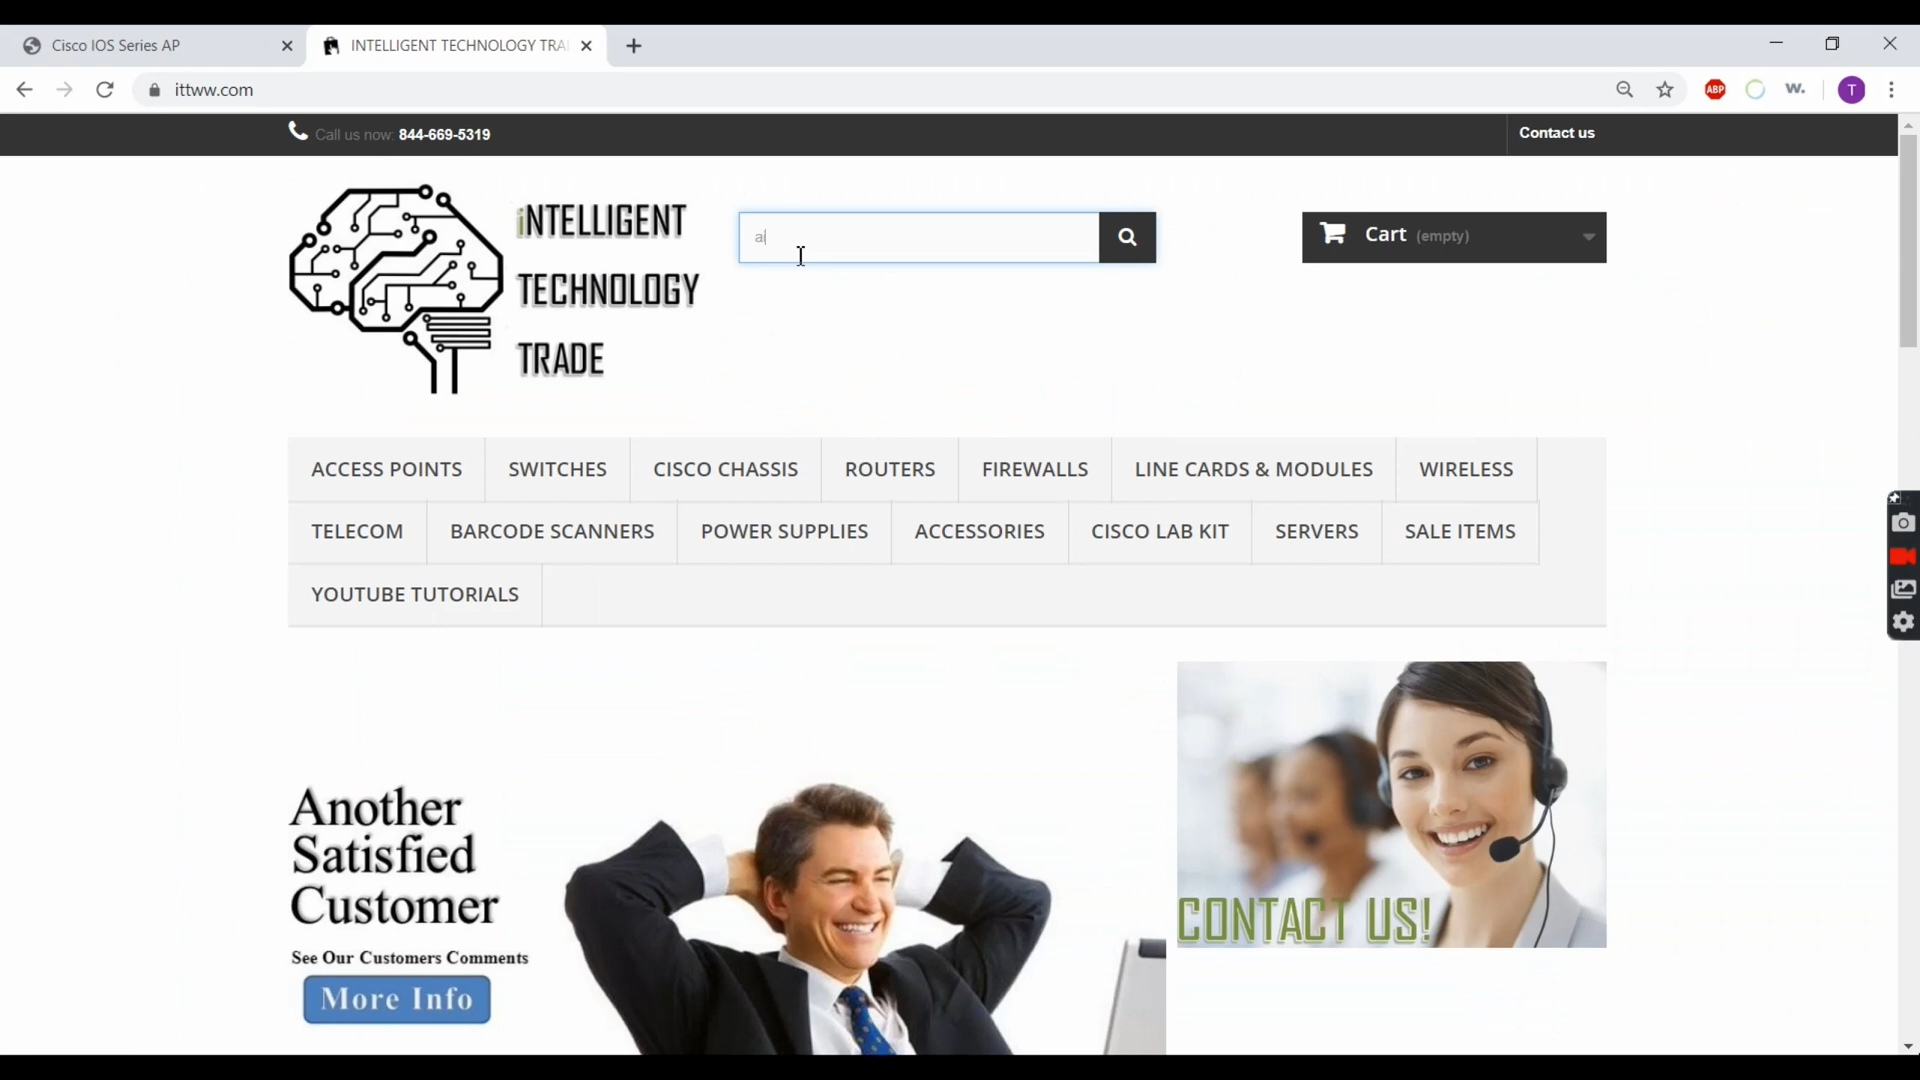 Cisco IOS Series AP
INTELLIGENT TECHNOLOGY TRA
ittww.com
ABP
W.
T
Call us now: 844-669-5319
Contact us
iNTELLIGENT
TECHNOLOGY
TRADE
a
Cart (empty)
ACCESS POINTS
SWITCHES
CISCO CHASSIS
ROUTERS
FIREWALLS
LINE CARDS & MODULES
WIRELESS
TELECOM
BARCODE SCANNERS
POWER SUPPLIES
ACCESSORIES
CISCO LAB KIT
SERVERS
SALE ITEMS
YOUTUBE TUTORIALS
Another
Satisfied
Customer
See Our Customers Comments
More Info
CONTACT US!